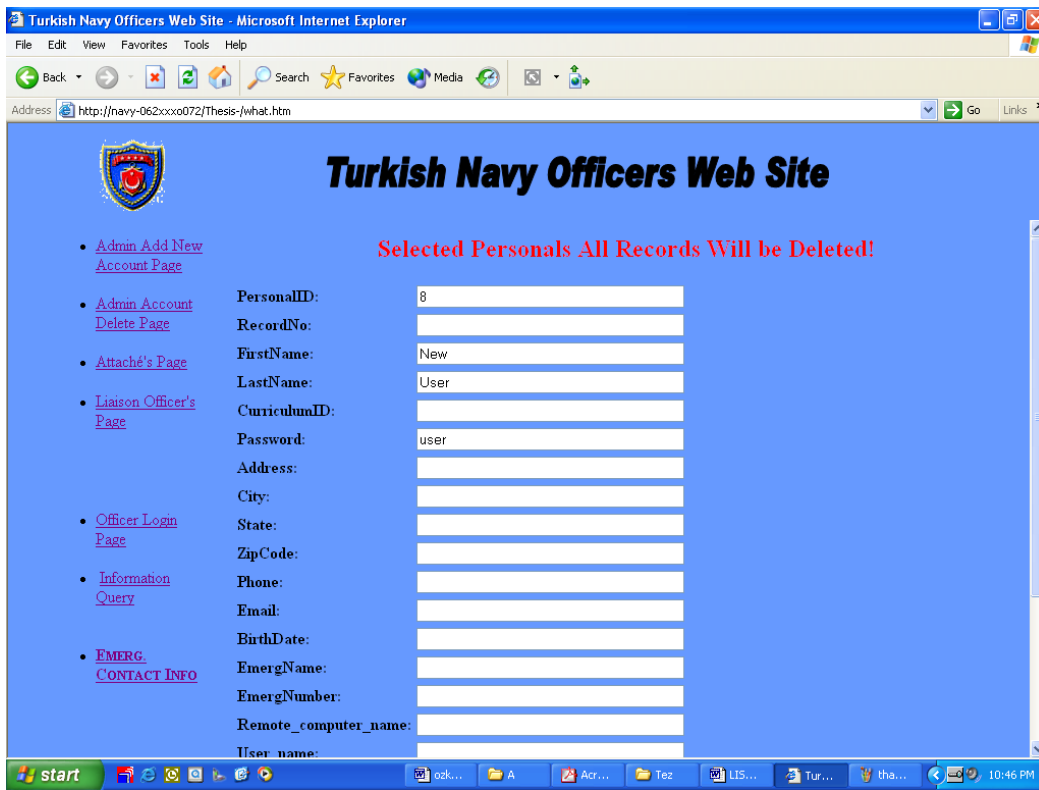 Turkish Navy Officers Web Site - Microsoft Internet Explorer
File Edit View Favorites Tools Help
Back Search Favorites Media
Address http://navy-062xxxo072/Thesis-/what.htm Go Links
Turkish Navy Officers Web Site
Admin Add New
Account Page
Admin Account
Delete Page
Attaché's Page
Liaison Officer's
Page
Officer Login
Page
Information
Query
EMERG.
CONTACT INFO
Selected Personals All Records Will be Deleted!
PersonalID: 8
RecordNo:
FirstName: New
LastName: User
CurriculumID:
Password: user
Address:
City:
State:
ZipCode:
Phone:
Email:
BirthDate:
EmergName:
EmergNumber:
Remote_computer_name:
User_name:
start ozk... A Acr... Tez LIS... Tur... tha... 10:46 PM